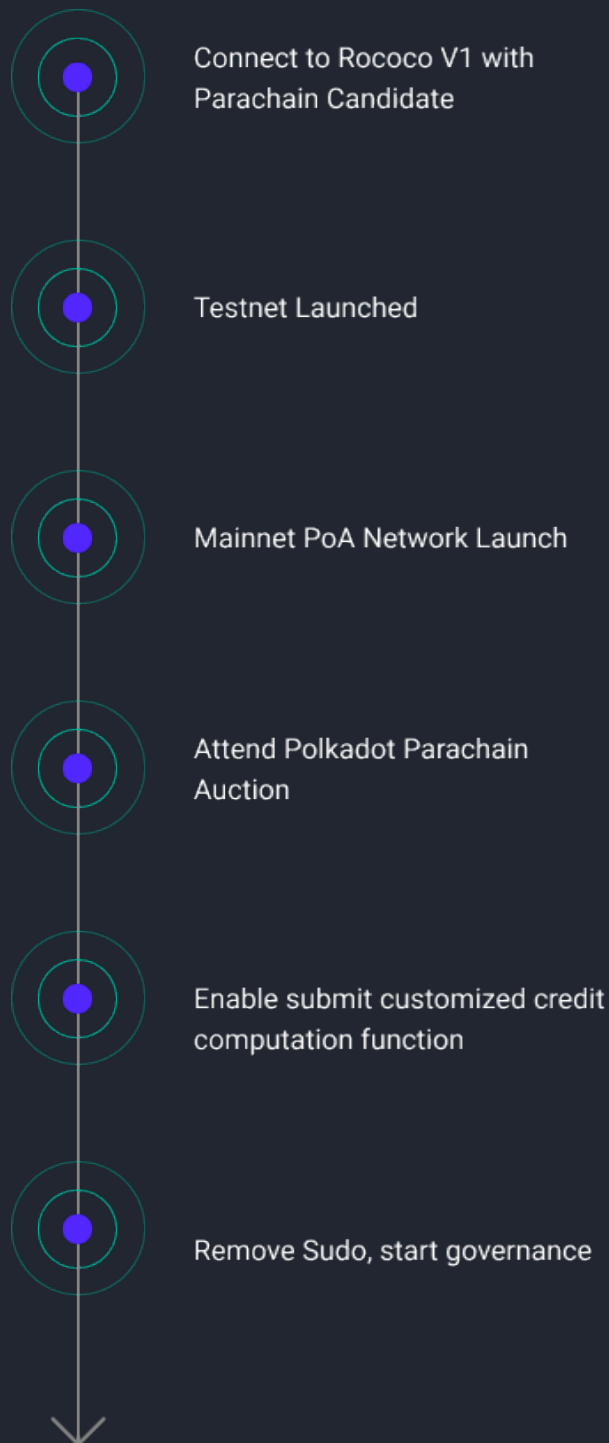 Connect to Rococo V1 with
Parachain Candidate
Testnet Launched
Mainnet PoA Network Launch
Attend Polkadot Parachain
Auction
Enable submit customized credit
computation function
Remove Sudo, start governance